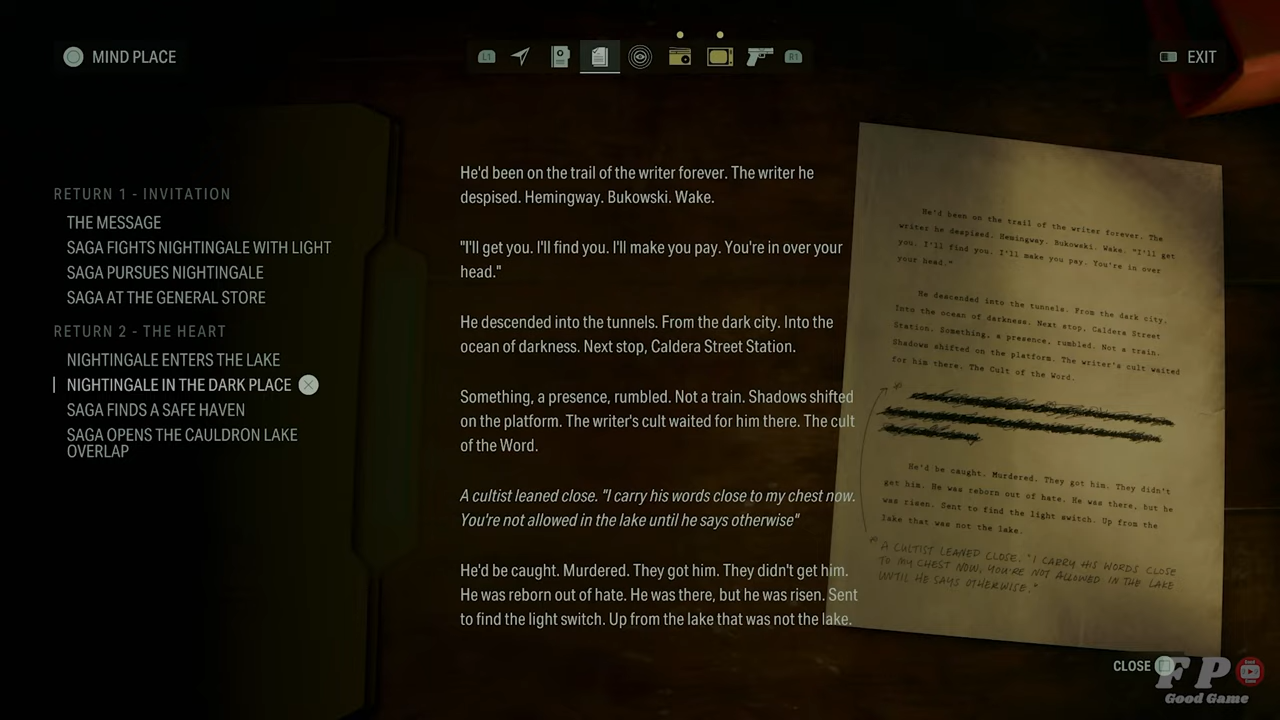 MIND PLACE
L1
R1
EXIT
RETURN 1 - INVITATION
THE MESSAGE
SAGA FIGHTS NIGHTINGALE WITH LIGHT
SAGA PURSUES NIGHTINGALE
SAGA AT THE GENERAL STORE
RETURN 2 - THE HEART
NIGHTINGALE ENTERS THE LAKE
NIGHTINGALE IN THE DARK PLACE
SAGA FINDS A SAFE HAVEN
SAGA OPENS THE CAULDRON LAKE
OVERLAP
He'd been on the trail of the writer forever. The writer he
despised. Hemingway. Bukowski. Wake.
"I'll get you. I'll find you. I'll make you pay. You're in over your
head."
He descended into the tunnels. From the dark city. Into the
ocean of darkness. Next stop, Caldera Street Station.
Something, a presence, rumbled. Not a train. Shadows shifted
on the platform. The writer's cult waited for him there. The cult
of the Word.
A cultist leaned close. "I carry his words close to my chest now.
You're not allowed in the lake until he says otherwise"
He'd be caught. Murdered. They got him. They didn't get him.
He was reborn out of hate. He was there, but he was risen. Sent
to find the light switch. Up from the lake that was not the lake.
He'd been on the trail of the writer forever. The
writer he despised. Hemingway. Bukowski. Wake. "I'll get
you. I'll find you. I'll make you pay. You're in over
your head."
He descended into the tunnels. From the dark city.
Into the ocean of darkness. Next stop, Caldera Street
Station. Something, a presence, rumbled. Not a train.
Shadows shifted on the platform. The writer's cult waited
for him there. The Cult of the Word.
He'd be caught. Murdered. They got him. They didn't
get him. He was reborn out of hate. He was there, but he
was risen. Sent to find the light switch. Up from the
lake that was not the lake.
* A CULTIST LEANED CLOSE. "I CARRY HIS WORDS CLOSE
TO MY CHEST NOW, YOU'RE NOT ALLOWED IN THE LAKE
UNTIL HE SAYS OTHERWISE."
CLOSE
FP
Good Game